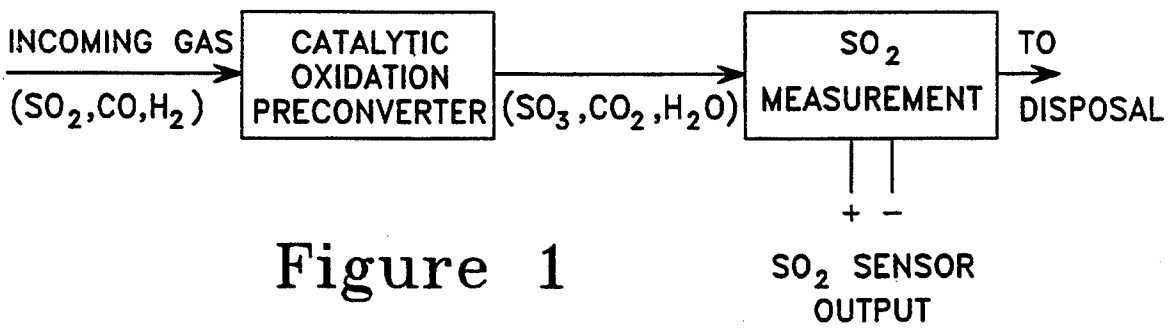 INCOMING GAS
(SO₂,CO,H₂)
CATALYTIC
OXIDATION
PRECONVERTER
(SO₃,CO₂,H₂O)
SO₂
MEASUREMENT
TO
DISPOSAL
+ −
SO₂ SENSOR
OUTPUT
Figure 1